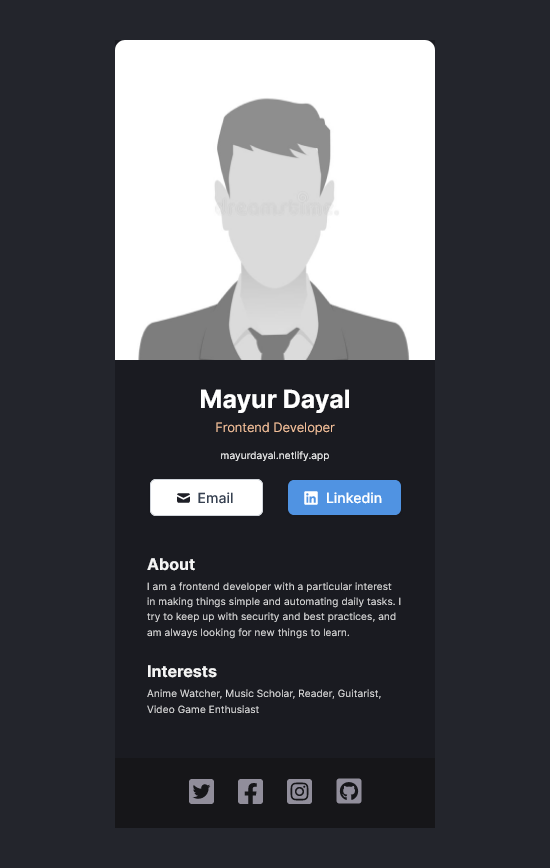 dreamstime.
Mayur Dayal
Frontend Developer
mayurdayal.netlify.app
Email
Linkedin
About
I am a frontend developer with a particular interest
in making things simple and automating daily tasks. I
try to keep up with security and best practices, and
am always looking for new things to learn.
Interests
Anime Watcher, Music Scholar, Reader, Guitarist,
Video Game Enthusiast